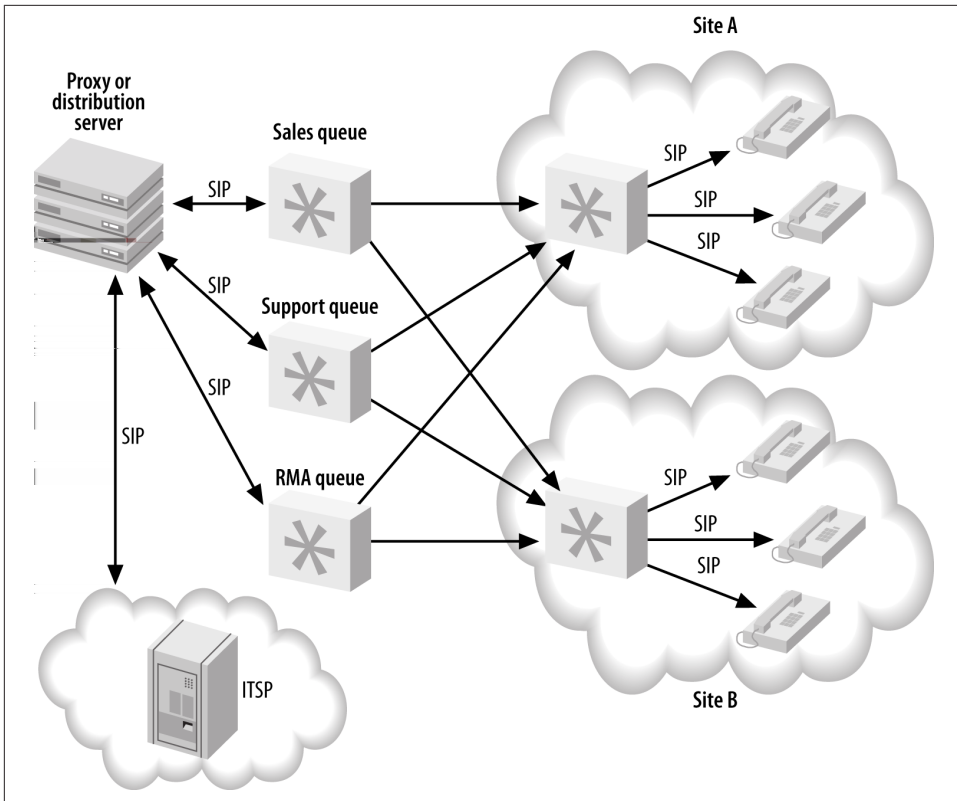 Site A
Proxy or
distribution
server
Sales queue
SIP
SIP
SIP
SIP
SIP
Support queue
SIP
SIP
RMA queue
SIP
SIP
SIP
ITSP
Site B